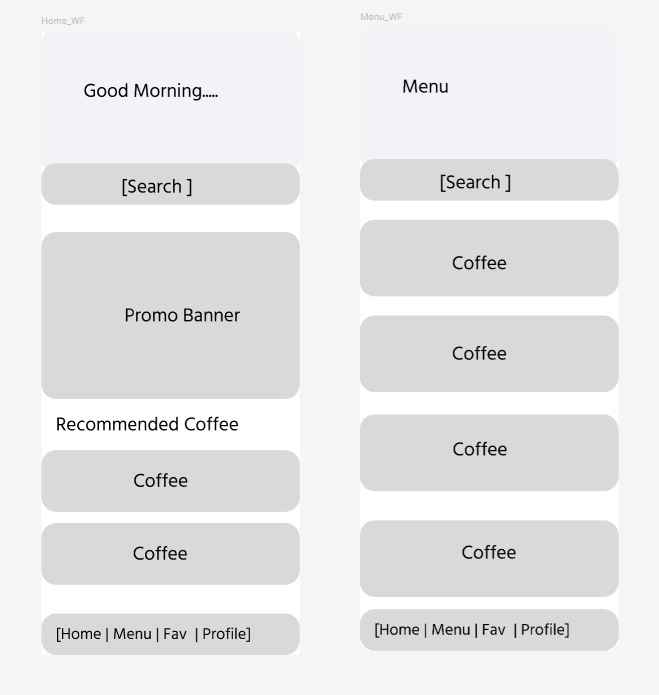 Home_WF
Good Morning.....
[Search ]
Promo Banner
Recommended Coffee
Coffee
Coffee
[Home | Menu | Fav | Profile]
Menu_WF
Menu
[Search ]
Coffee
Coffee
Coffee
Coffee
[Home | Menu | Fav | Profile]